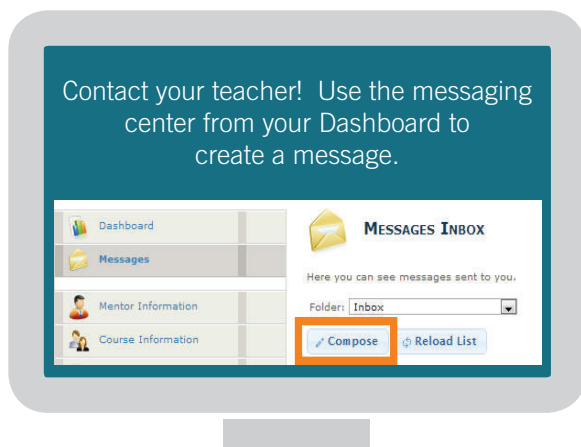 Contact your teacher!  Use the messaging
center from your Dashboard to
create a message.
Dashboard
Messages
Mentor Information
Course Information
MESSAGES INBOX
Here you can see messages sent to you.
Folder: Inbox
Compose
Reload List